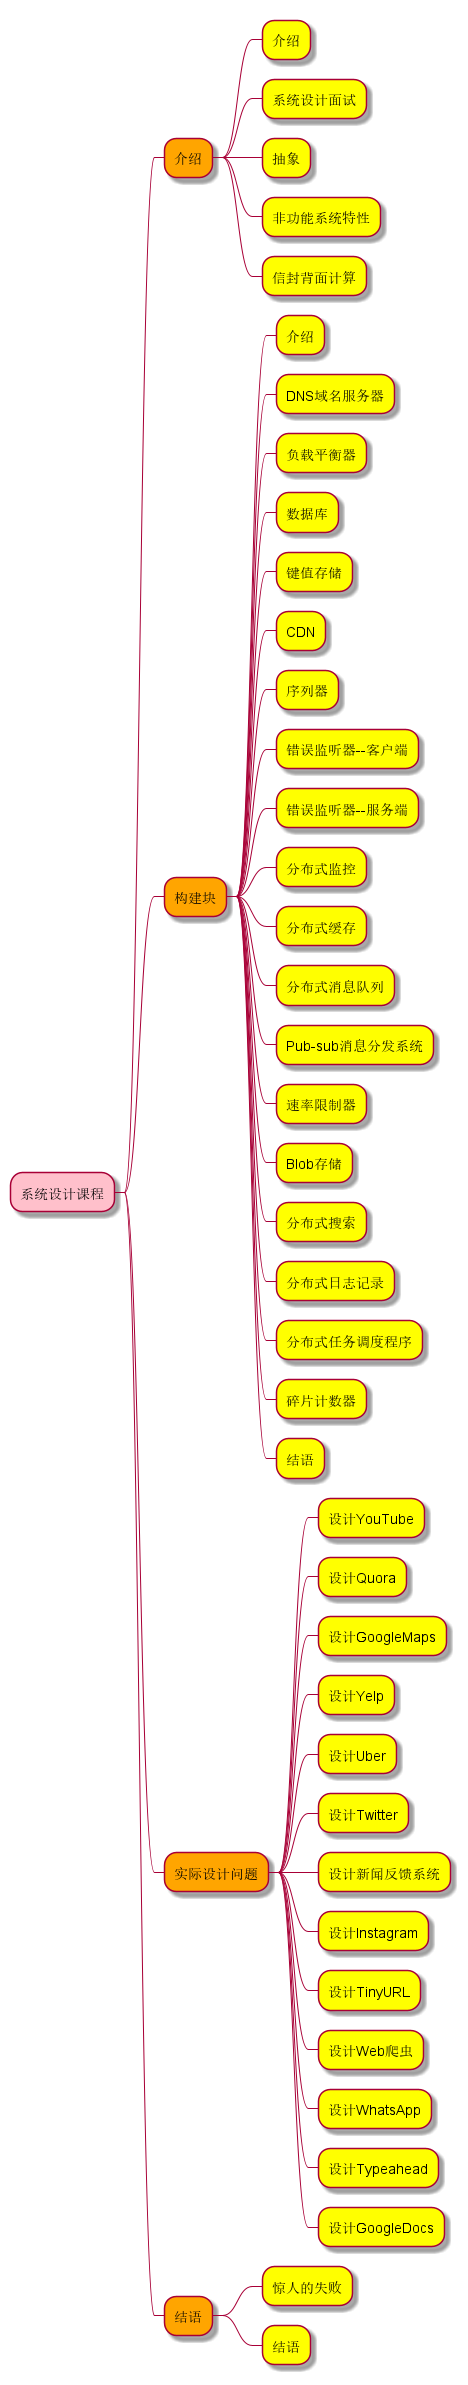 系统设计课程
介绍
介绍
系统设计面试
抽象
非功能系统特性
信封背面计算
构建块
介绍
DNS域名服务器
负载平衡器
数据库
键值存储
CDN
序列器
错误监听器--客户端
错误监听器--服务端
分布式监控
分布式缓存
分布式消息队列
Pub-sub消息分发系统
速率限制器
Blob存储
分布式搜索
分布式日志记录
分布式任务调度程序
碎片计数器
结语
实际设计问题
设计YouTube
设计Quora
设计GoogleMaps
设计Yelp
设计Uber
设计Twitter
设计新闻反馈系统
设计Instagram
设计TinyURL
设计Web爬虫
设计WhatsApp
设计Typeahead
设计GoogleDocs
结语
惊人的失败
结语